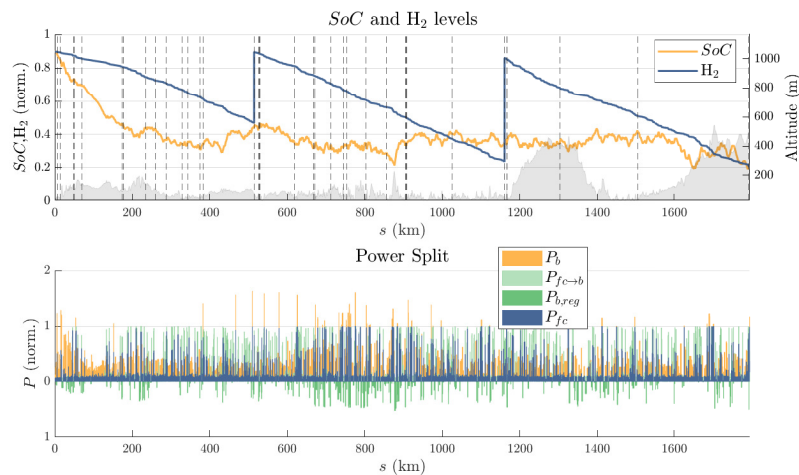 SoC and H2 levels
1
0.8
0.6
0.4
0.2
0
SoC,H2 (norm.)
1000
800
600
400
200
Altitude (m)
SoC
H2
0 200 400 600 800 1000 1200 1400 1600
s (km)
Power Split
2
1
0
1
P (norm.)
Pb
Pfc→b
Pb,reg
Pfc
0 200 400 600 800 1000 1200 1400 1600
s (km)